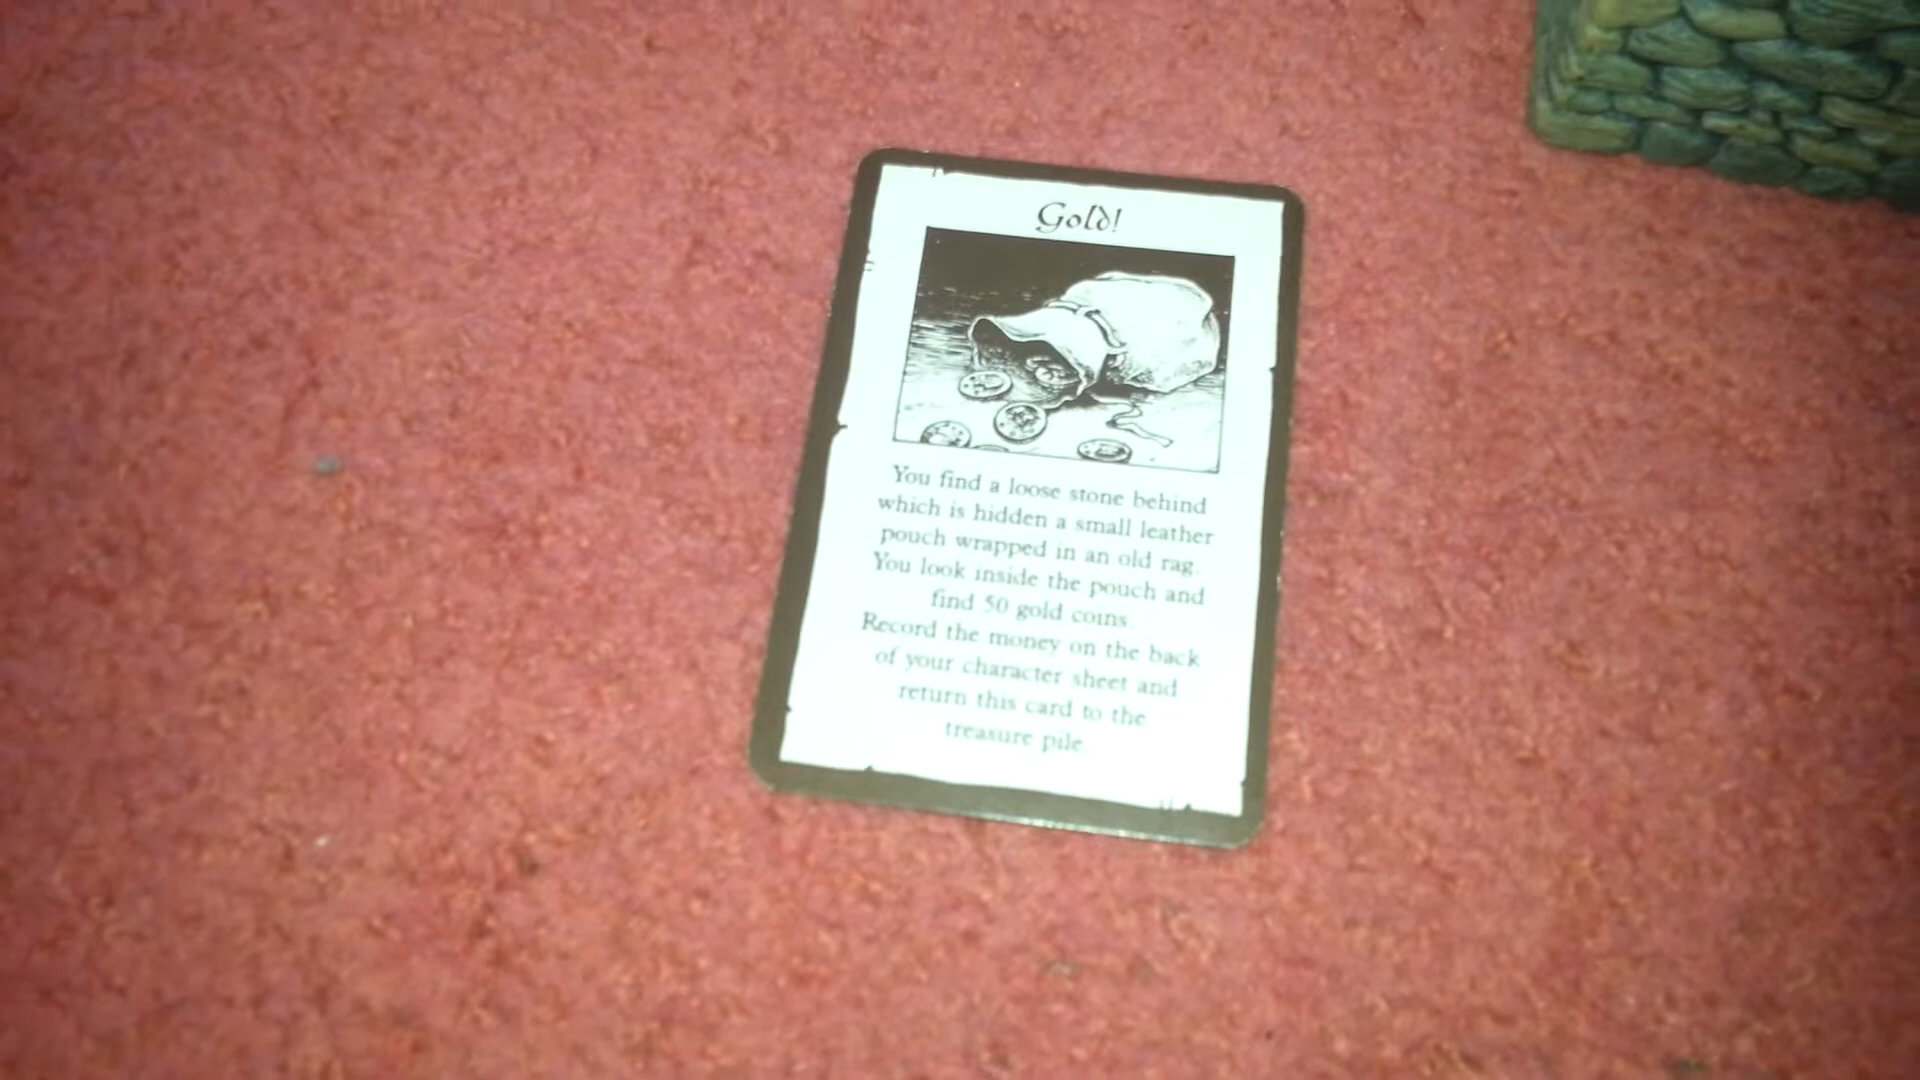 Gold!
You find a loose stone behind
which is hidden a small leather
pouch wrapped in an old rag.
You look inside the pouch and
find 50 gold coins.
Record the money on the back
of your character sheet and
return this card to the
treasure pile.